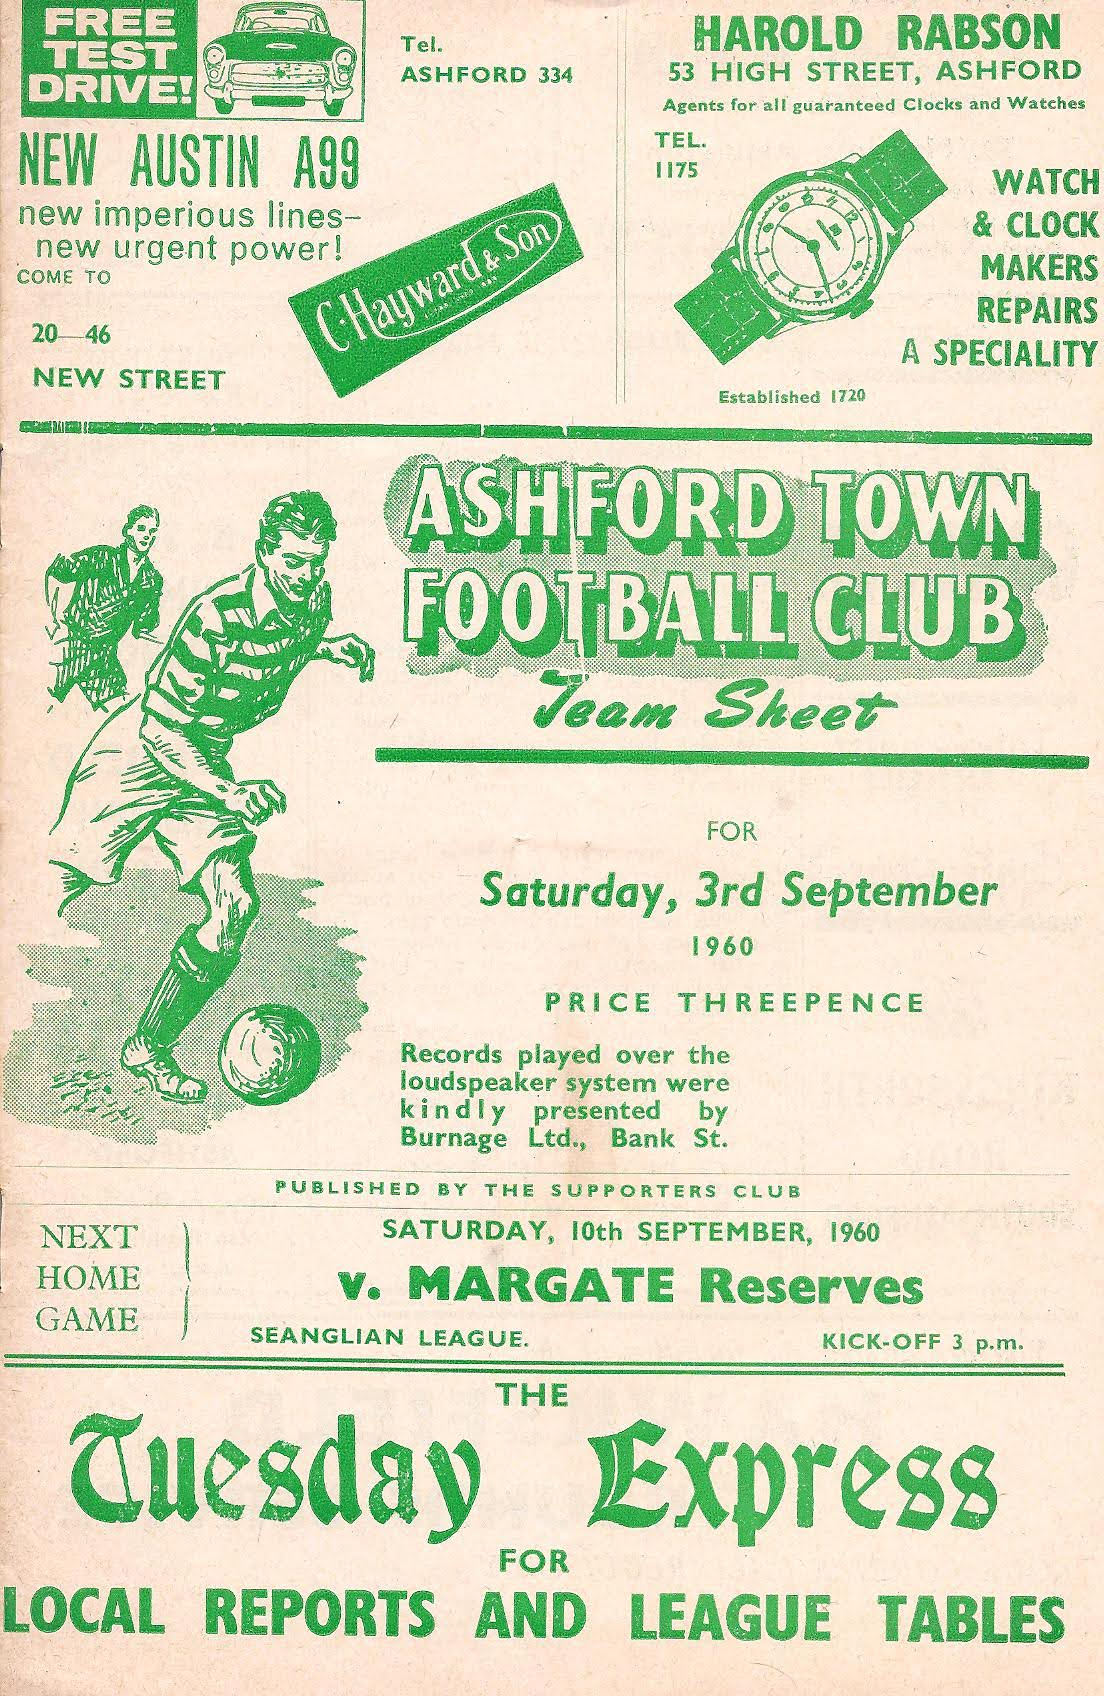 FREE
TEST
DRIVE!
NEW AUSTIN A99
new imperious lines–
new urgent power!
COME TO
20—46
NEW STREET
Tel.
ASHFORD 334
C. Hayward & Son
HAROLD RABSON
53 HIGH STREET, ASHFORD
Agents for all guaranteed Clocks and Watches
TEL.
1175
WATCH
& CLOCK
MAKERS
REPAIRS
A SPECIALITY
Established 1720
ASHFORD TOWN
FOOTBALL CLUB
Team Sheet
FOR
Saturday, 3rd September
1960
PRICE THREEPENCE
Records played over the
loudspeaker system were
kindly presented by
Burnage Ltd., Bank St.
PUBLISHED BY THE SUPPORTERS CLUB
NEXT
HOME
GAME
SATURDAY, 10th SEPTEMBER, 1960
v. MARGATE Reserves
SEANGLIAN LEAGUE.
KICK-OFF 3 p.m.
THE
Tuesday Express
FOR
LOCAL REPORTS AND LEAGUE TABLES